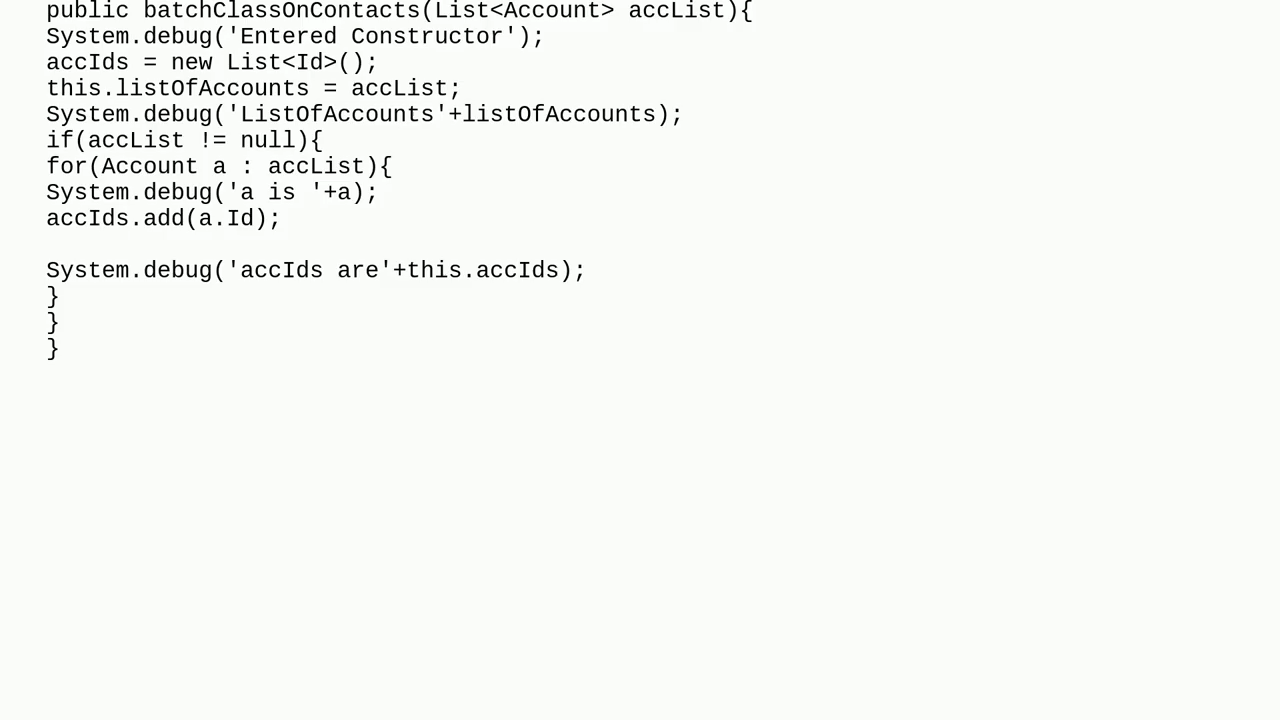 public batchClassOnContacts(List<Account> accList){
System.debug('Entered Constructor');
accIds = new List<Id>();
this.listOfAccounts = accList;
System.debug('ListOfAccounts'+listOfAccounts);
if(accList != null){
for(Account a : accList){
System.debug('a is '+a);
accIds.add(a.Id);
System.debug('accIds are'+this.accIds);
}
}
}